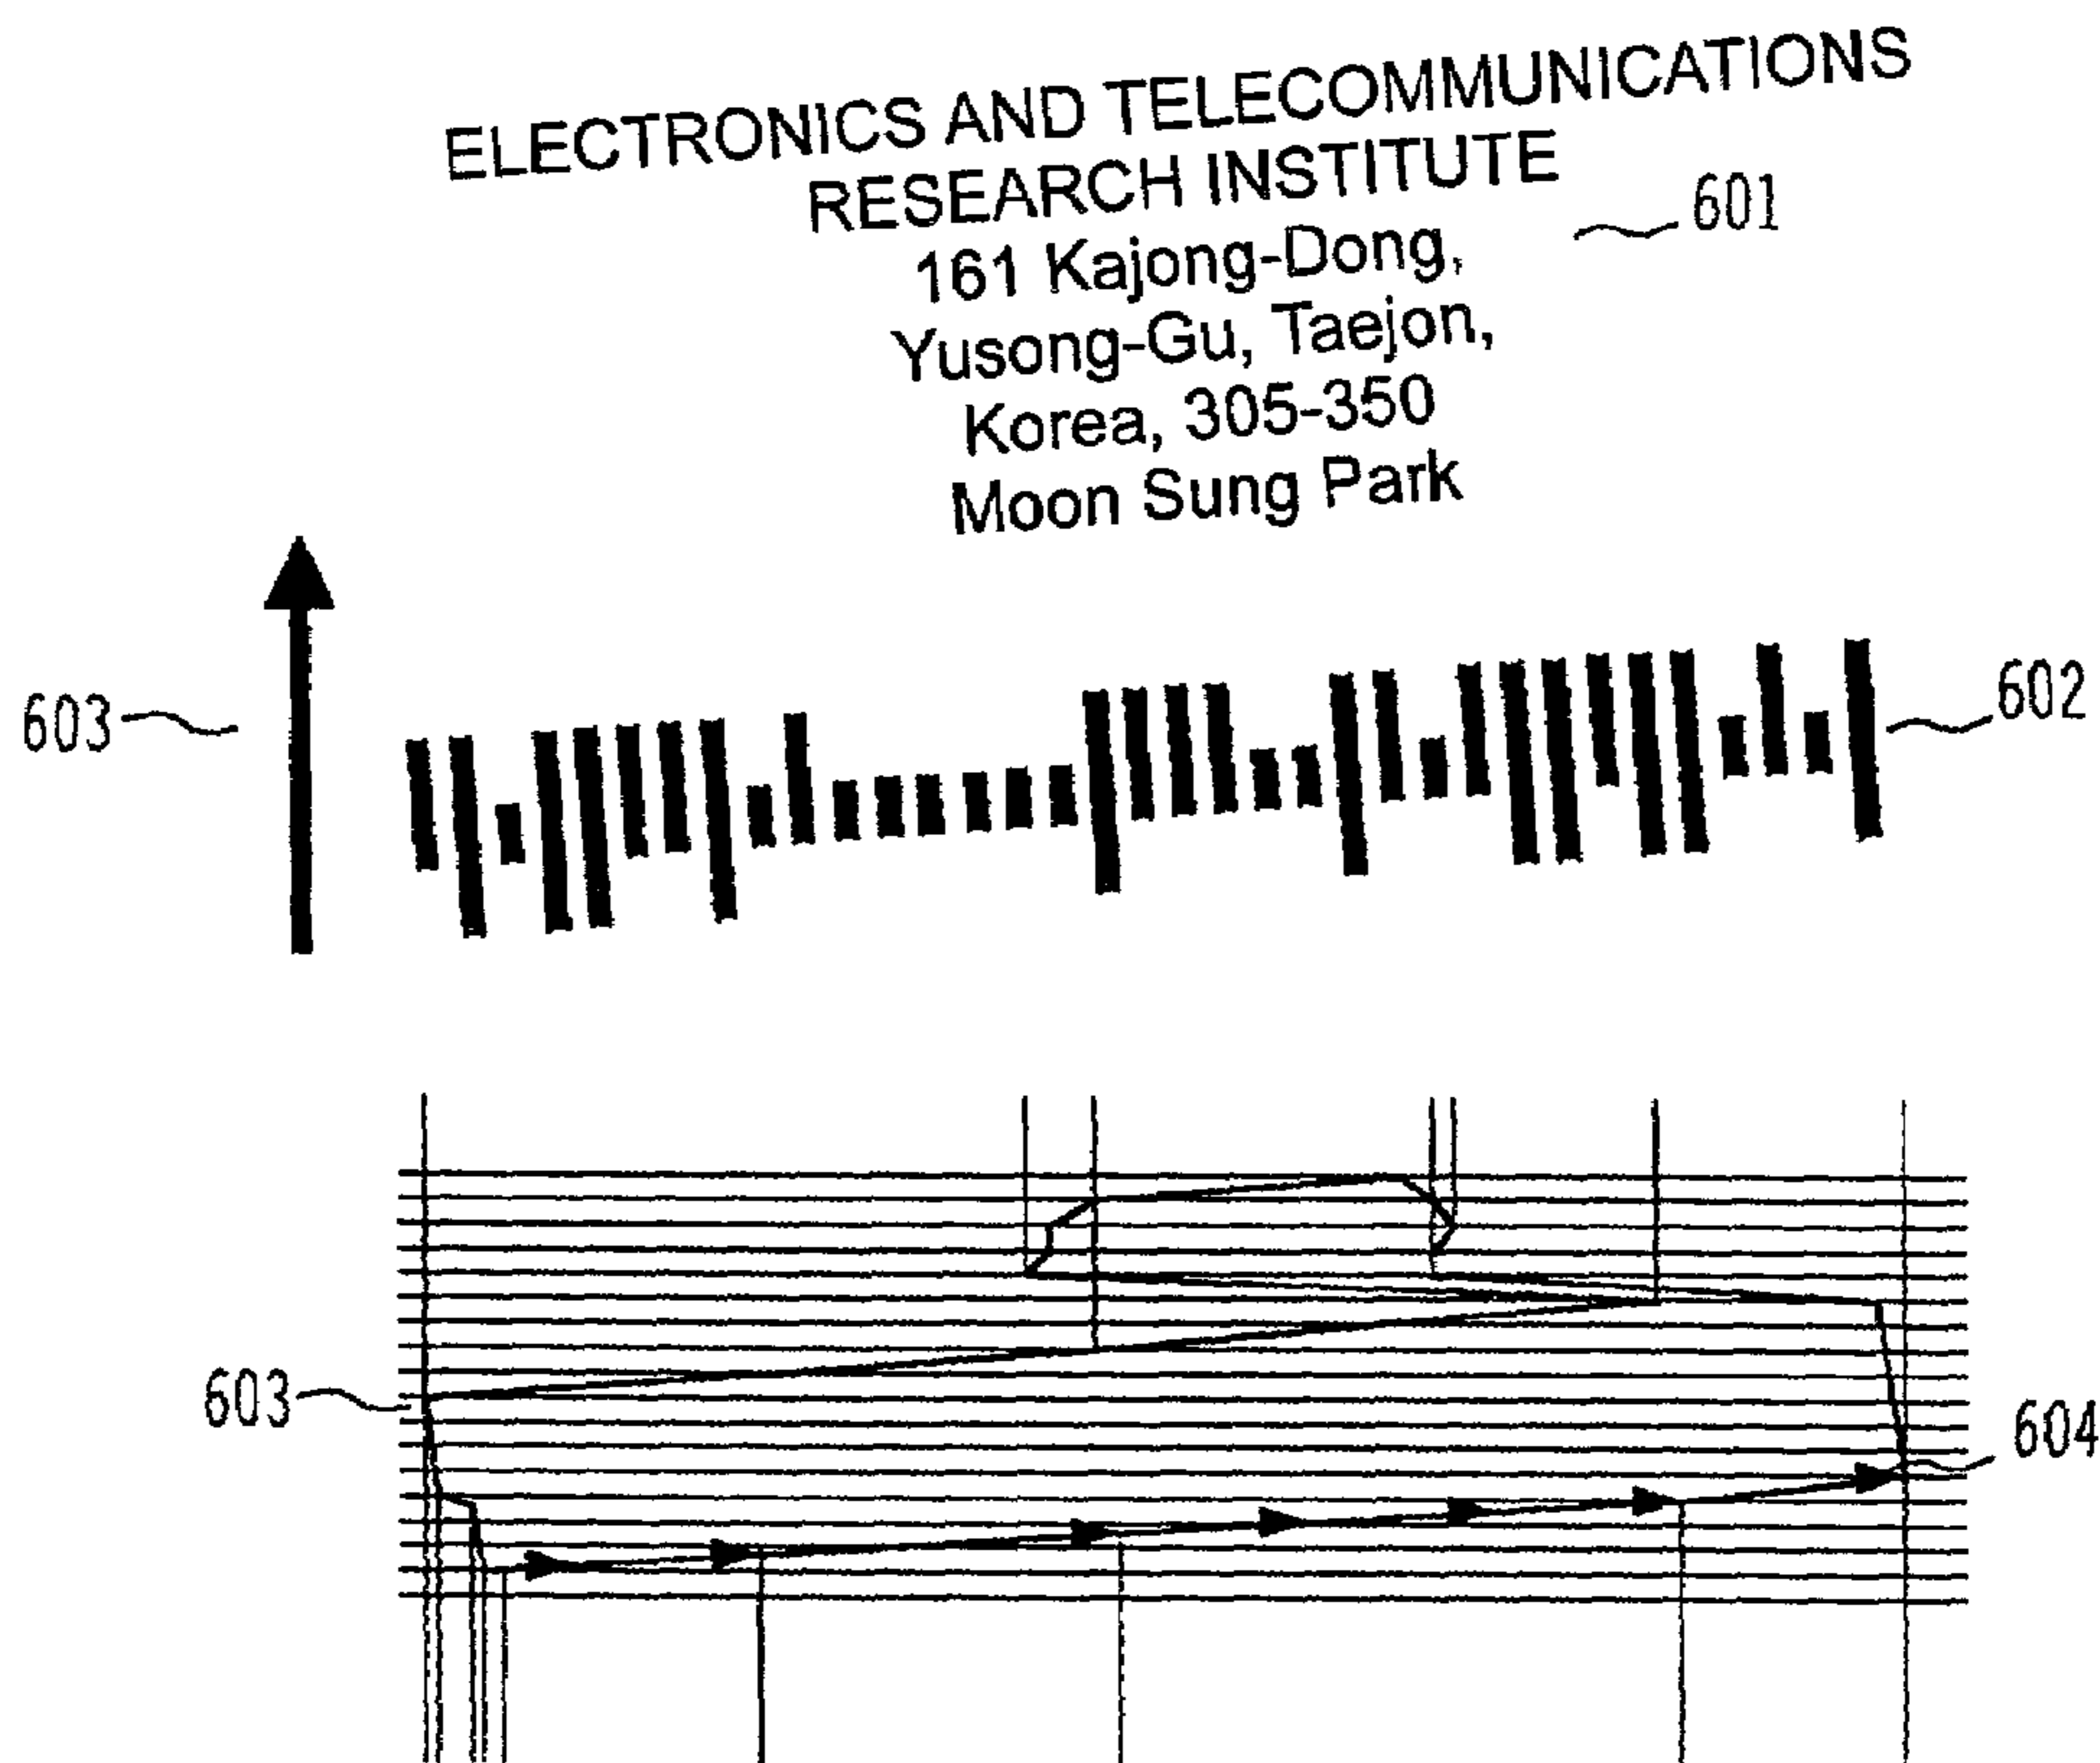 ELECTRONICS AND TELECOMMUNICATIONS
RESEARCH INSTITUTE
601
161 Kajong-Dong,
Yusong-Gu, Taejon,
Korea, 305-350
Moon Sung Park
603
602
603
604